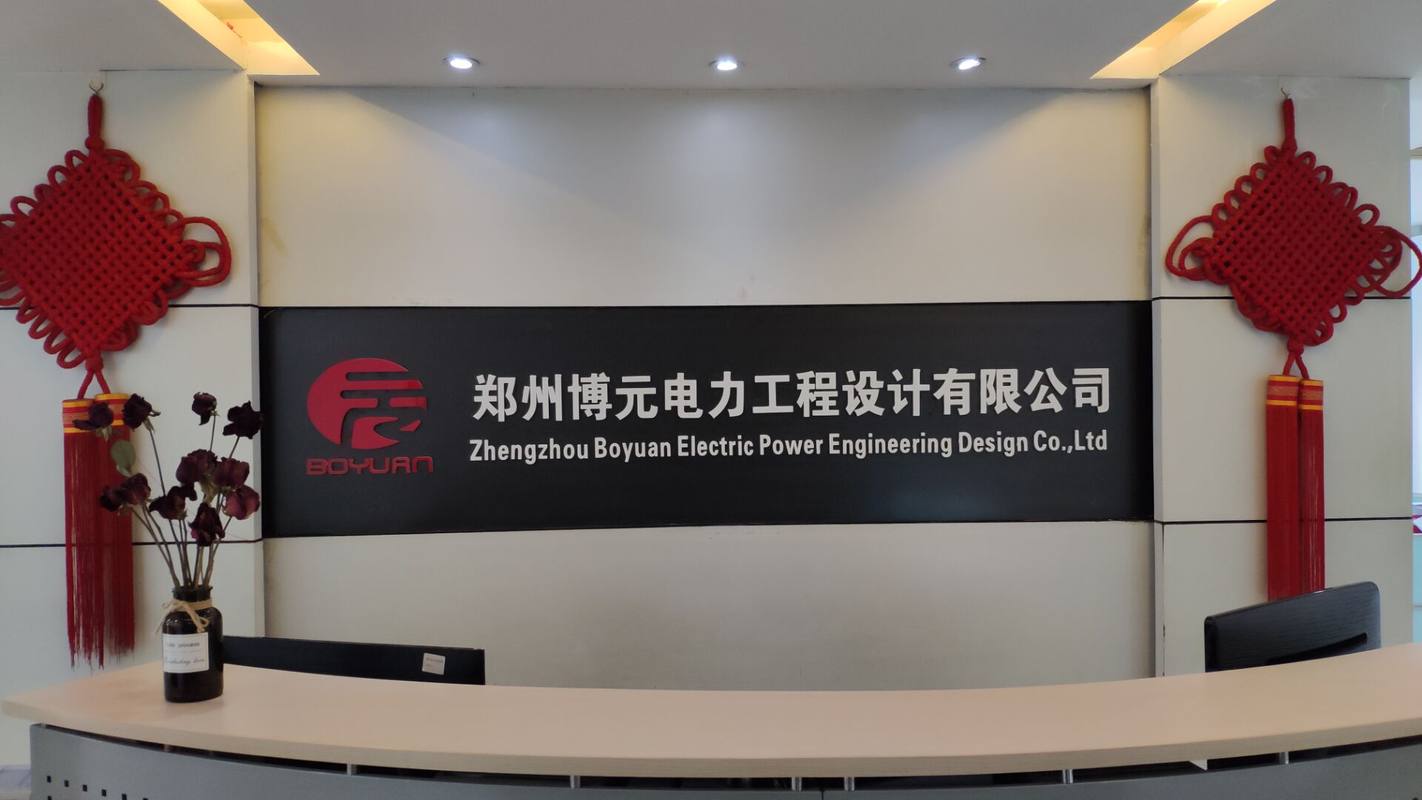 郑州博元电力工程设计有限公司
Zhengzhou Boyuan Electric Power Engineering Design Co.,Ltd
BOYUAN